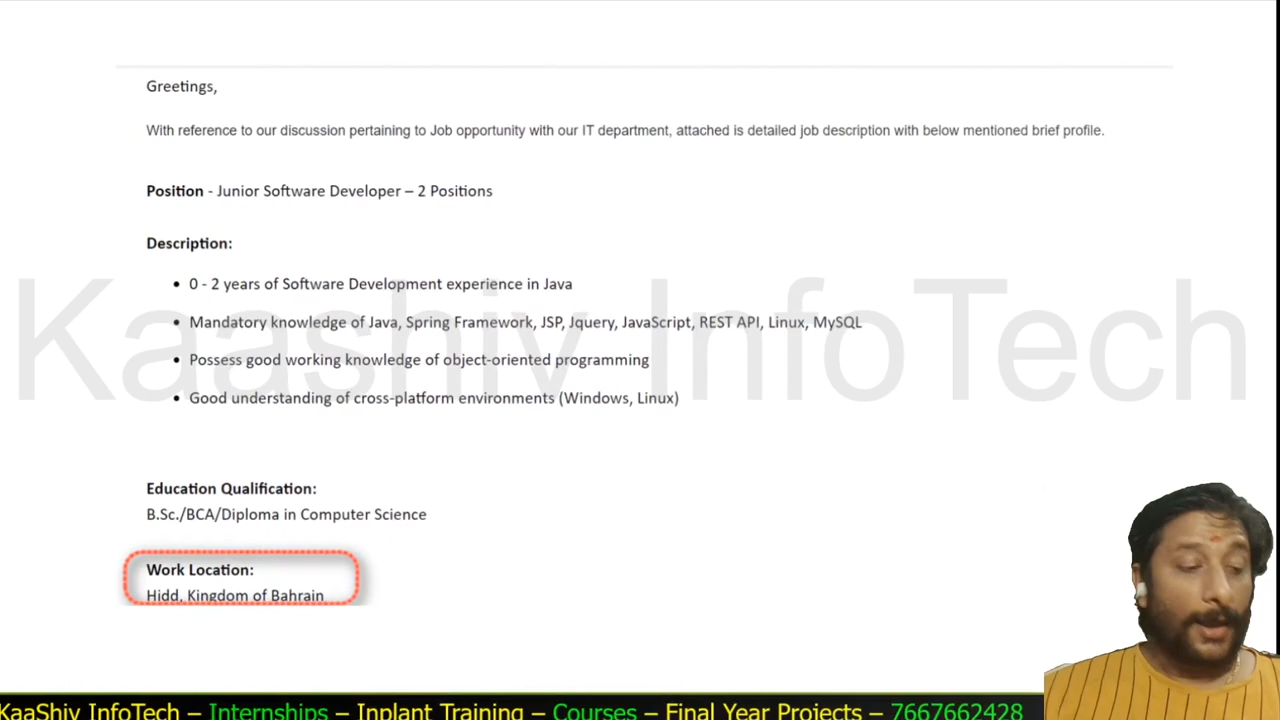 Greetings,
With reference to our discussion pertaining to Job opportunity with our IT department, attached is detailed job description with below mentioned brief profile.
Position - Junior Software Developer – 2 Positions
Description:
• 0 - 2 years of Software Development experience in Java
• Mandatory knowledge of Java, Spring Framework, JSP, Jquery, JavaScript, REST API, Linux, MySQL
Kaashiv InfoTech
• Possess good working knowledge of object-oriented programming
• Good understanding of cross-platform environments (Windows, Linux)
Education Qualification:
B.Sc./BCA/Diploma in Computer Science
Work Location:
Hidd, Kingdom of Bahrain
KaaShiv InfoTech – Internships – Inplant Training – Courses – Final Year Projects – 7667662428